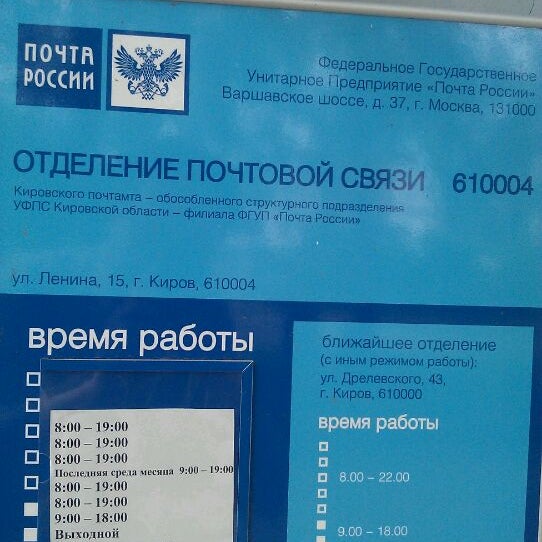 ПОЧТА
РОССИИ
Федеральное Государственное
Унитарное Предприятие «Почта России»
Варшавское шоссе, д. 37, г. Москва, 131000
ОТДЕЛЕНИЕ ПОЧТОВОЙ СВЯЗИ 610004
Кировского почтамта – обособленного структурного подразделения
УФПС Кировской области – филиала ФГУП «Почта России»
ул. Ленина, 15, г. Киров, 610004
время работы
8:00 – 19:00
8:00 – 19:00
8:00 – 19:00
Последняя среда месяца 9:00 – 19:00
8:00 – 19:00
8:00 – 19:00
9:00 – 18:00
Выходной
ближайшее отделение
(с иным режимом работы):
ул. Дрелевского, 43,
г. Киров, 610000
время работы
8.00 – 22.00
9.00 – 18.00